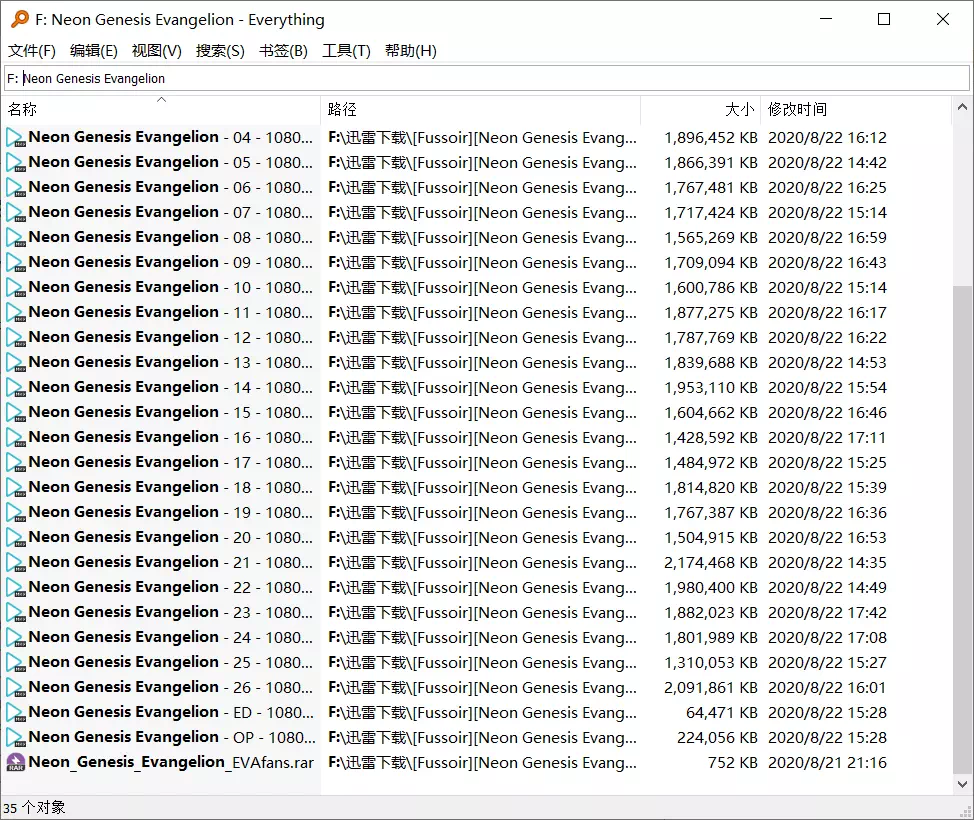 F: Neon Genesis Evangelion - Everything
文件(F) 编辑(E) 视图(V) 搜索(S) 书签(B) 工具(T) 帮助(H)
F: Neon Genesis Evangelion
名称 路径 大小 修改时间
Neon Genesis Evangelion - 04 - 1080... F:\迅雷下载\[Fussoir][Neon Genesis Evang... 1,896,452 KB 2020/8/22 16:12
Neon Genesis Evangelion - 05 - 1080... F:\迅雷下载\[Fussoir][Neon Genesis Evang... 1,866,391 KB 2020/8/22 14:42
Neon Genesis Evangelion - 06 - 1080... F:\迅雷下载\[Fussoir][Neon Genesis Evang... 1,767,481 KB 2020/8/22 16:25
Neon Genesis Evangelion - 07 - 1080... F:\迅雷下载\[Fussoir][Neon Genesis Evang... 1,717,424 KB 2020/8/22 15:14
Neon Genesis Evangelion - 08 - 1080... F:\迅雷下载\[Fussoir][Neon Genesis Evang... 1,565,269 KB 2020/8/22 16:59
Neon Genesis Evangelion - 09 - 1080... F:\迅雷下载\[Fussoir][Neon Genesis Evang... 1,709,094 KB 2020/8/22 16:43
Neon Genesis Evangelion - 10 - 1080... F:\迅雷下载\[Fussoir][Neon Genesis Evang... 1,600,786 KB 2020/8/22 15:14
Neon Genesis Evangelion - 11 - 1080... F:\迅雷下载\[Fussoir][Neon Genesis Evang... 1,877,275 KB 2020/8/22 16:17
Neon Genesis Evangelion - 12 - 1080... F:\迅雷下载\[Fussoir][Neon Genesis Evang... 1,787,769 KB 2020/8/22 16:22
Neon Genesis Evangelion - 13 - 1080... F:\迅雷下载\[Fussoir][Neon Genesis Evang... 1,839,688 KB 2020/8/22 14:53
Neon Genesis Evangelion - 14 - 1080... F:\迅雷下载\[Fussoir][Neon Genesis Evang... 1,953,110 KB 2020/8/22 15:54
Neon Genesis Evangelion - 15 - 1080... F:\迅雷下载\[Fussoir][Neon Genesis Evang... 1,604,662 KB 2020/8/22 16:46
Neon Genesis Evangelion - 16 - 1080... F:\迅雷下载\[Fussoir][Neon Genesis Evang... 1,428,592 KB 2020/8/22 17:11
Neon Genesis Evangelion - 17 - 1080... F:\迅雷下载\[Fussoir][Neon Genesis Evang... 1,484,972 KB 2020/8/22 15:25
Neon Genesis Evangelion - 18 - 1080... F:\迅雷下载\[Fussoir][Neon Genesis Evang... 1,814,820 KB 2020/8/22 15:39
Neon Genesis Evangelion - 19 - 1080... F:\迅雷下载\[Fussoir][Neon Genesis Evang... 1,767,387 KB 2020/8/22 16:36
Neon Genesis Evangelion - 20 - 1080... F:\迅雷下载\[Fussoir][Neon Genesis Evang... 1,504,915 KB 2020/8/22 16:53
Neon Genesis Evangelion - 21 - 1080... F:\迅雷下载\[Fussoir][Neon Genesis Evang... 2,174,468 KB 2020/8/22 14:35
Neon Genesis Evangelion - 22 - 1080... F:\迅雷下载\[Fussoir][Neon Genesis Evang... 1,980,400 KB 2020/8/22 14:49
Neon Genesis Evangelion - 23 - 1080... F:\迅雷下载\[Fussoir][Neon Genesis Evang... 1,882,023 KB 2020/8/22 17:42
Neon Genesis Evangelion - 24 - 1080... F:\迅雷下载\[Fussoir][Neon Genesis Evang... 1,801,989 KB 2020/8/22 17:08
Neon Genesis Evangelion - 25 - 1080... F:\迅雷下载\[Fussoir][Neon Genesis Evang... 1,310,053 KB 2020/8/22 15:27
Neon Genesis Evangelion - 26 - 1080... F:\迅雷下载\[Fussoir][Neon Genesis Evang... 2,091,861 KB 2020/8/22 16:01
Neon Genesis Evangelion - ED - 1080... F:\迅雷下载\[Fussoir][Neon Genesis Evang... 64,471 KB 2020/8/22 15:28
Neon Genesis Evangelion - OP - 1080... F:\迅雷下载\[Fussoir][Neon Genesis Evang... 224,056 KB 2020/8/22 15:28
Neon_Genesis_Evangelion_EVAfans.rar F:\迅雷下载\[Fussoir][Neon Genesis Evang... 752 KB 2020/8/21 21:16
35 个对象